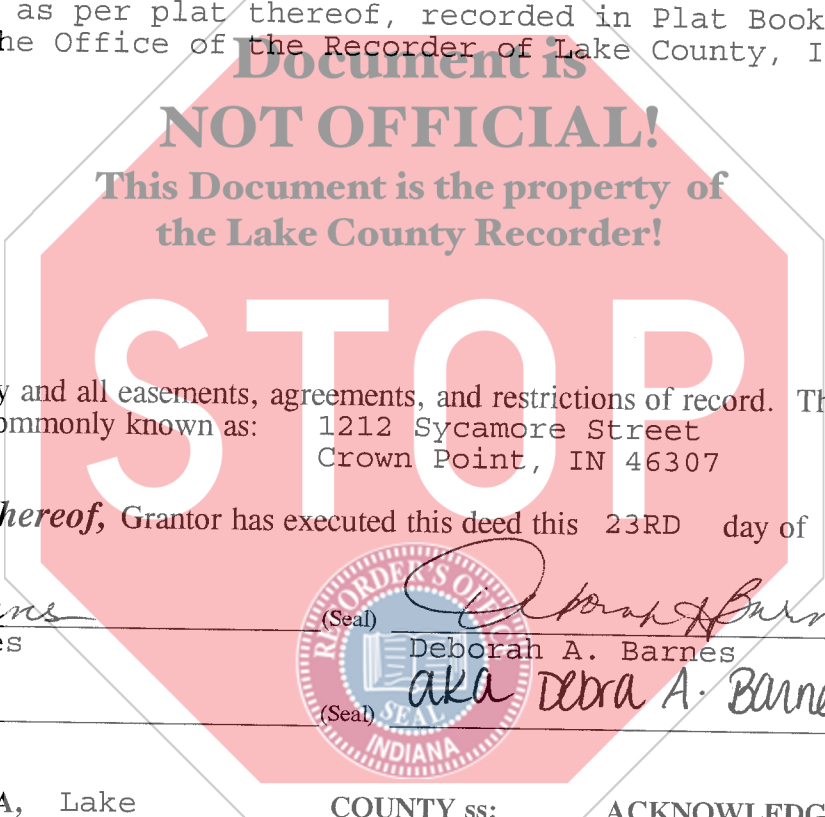 as per plat thereof, recorded in Plat Book
he Office of the Recorder of Lake County, I
Document is
NOT OFFICIAL!
This Document is the property of
the Lake County Recorder!
STOP
y and all easements, agreements, and restrictions of record. Th
ommonly known as: 1212 Sycamore Street
Crown Point, IN 46307
hereof, Grantor has executed this deed this 23RD day of
(Seal) Deborah A Barn
es Deborah A. Barnes
aka Debra A. Barne
(Seal)
RECORDER'S OFFICE
SEAL
INDIANA
A, Lake COUNTY ss: ACKNOWLEDG